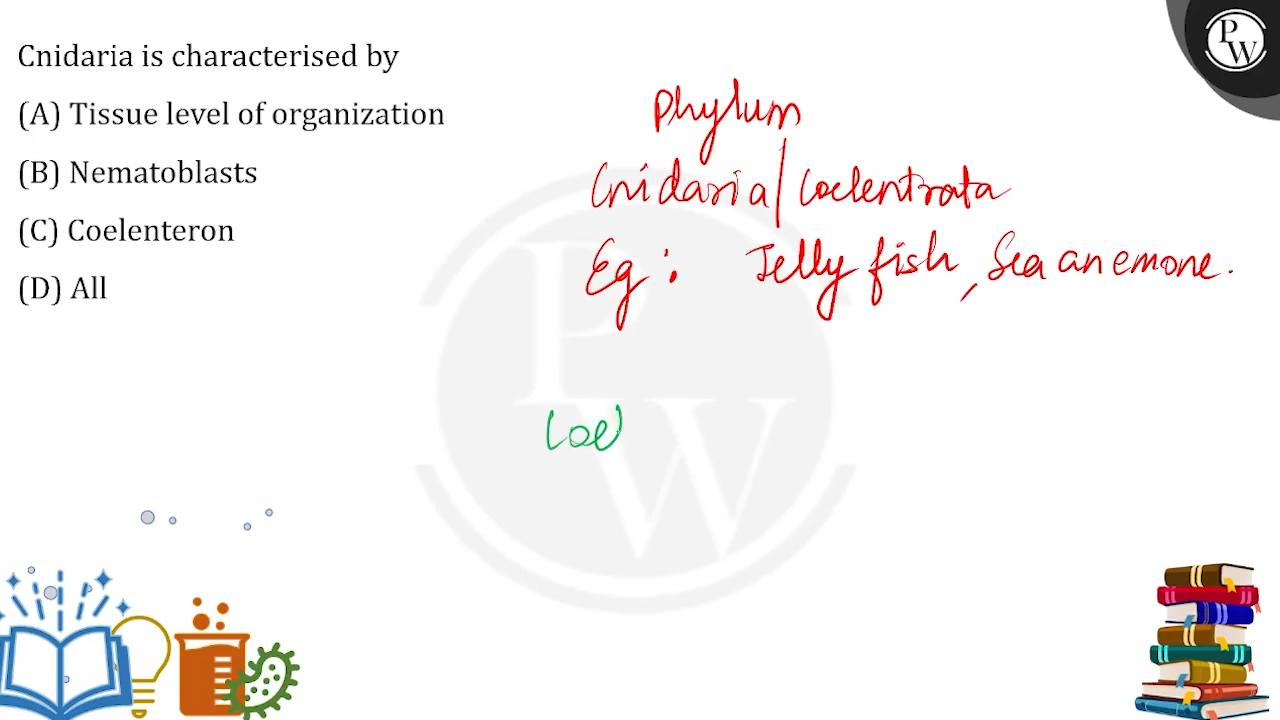 Cnidaria is characterised by
(A) Tissue level of organization
(B) Nematoblasts
(C) Coelenteron
(D) All
Phylum
Cnidaria / Coelentrata
Eg: Jelly fish, Sea anemone.
Coel
P
W
P
W